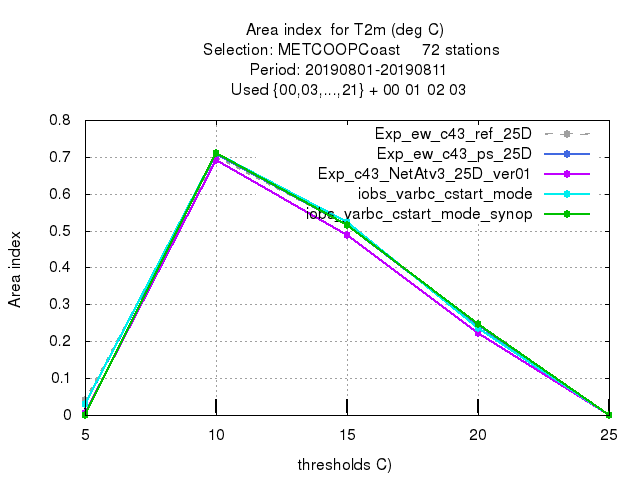 Area index  for T2m (deg C)
Selection: METCOOPCoast     72 stations
Period: 20190801-20190811
Used {00,03,...,21} + 00 01 02 03
0.8
0.7
0.6
0.5
0.4
0.3
0.2
0.1
0
Area index
Exp_ew_c43_ref_25D
Exp_ew_c43_ps_25D
Exp_c43_NetAtv3_25D_ver01
iobs_varbc_cstart_mode
iobs_varbc_cstart_mode_synop
5 10 15 20 25
thresholds C)